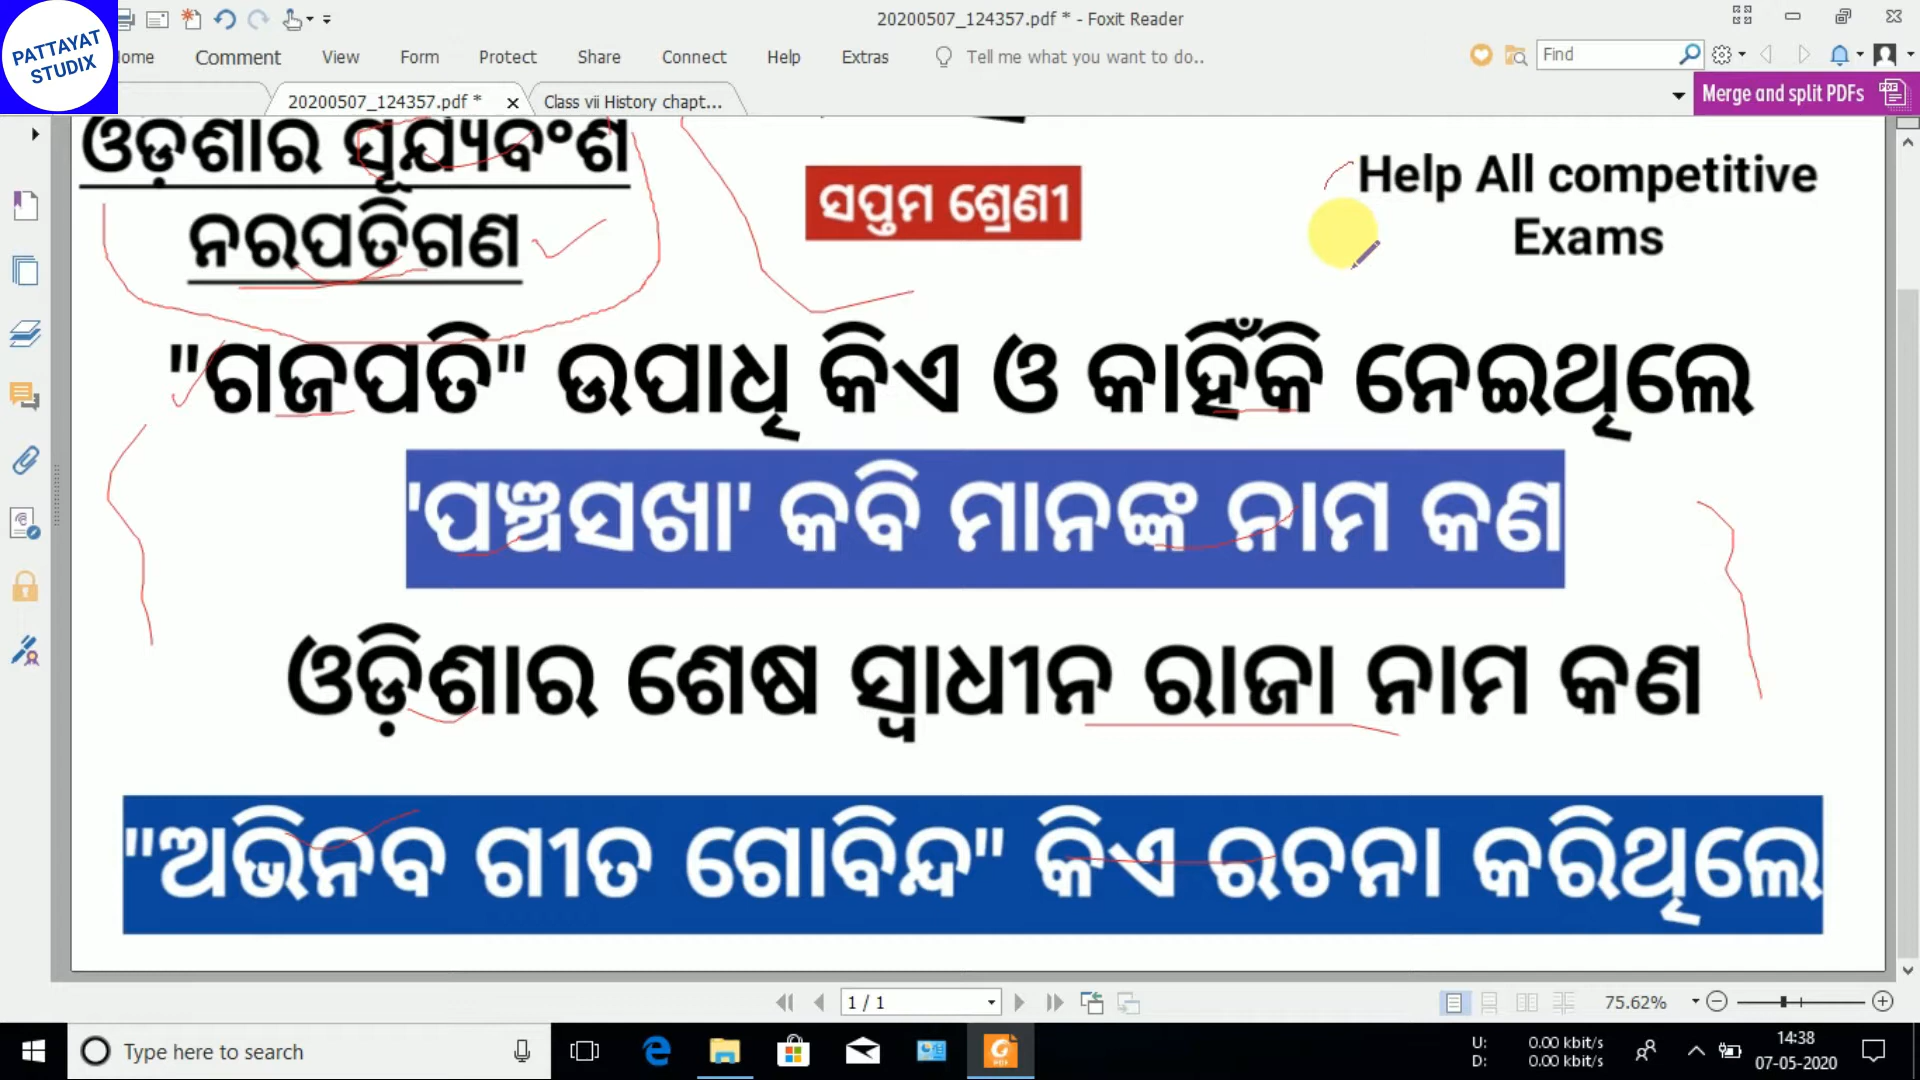 PATTAYAT
STUDIX
20200507_124357.pdf * - Foxit Reader
Home Comment View Form Protect Share Connect Help Extras Tell me what you want to do.. Find
20200507_124357.pdf * Class vii History chapt... Merge and split PDFs
ଓଡ଼ିଶାର ସୂର୍ଯ୍ୟବଂଶ
ନରପତିଗଣ
ସପ୍ତମ ଶ୍ରେଣୀ
Help All competitive
Exams
"ଗଜପତି" ଉପାଧି କିଏ ଓ କାହିଁକି ନେଇଥିଲେ
'ପଞ୍ଚସଖା' କବି ମାନଙ୍କ ନାମ କଣ
ଓଡ଼ିଶାର ଶେଷ ସ୍ବାଧୀନ ରାଜା ନାମ କଣ
"ଅଭିନବ ଗୀତ ଗୋବିନ୍ଦ" କିଏ ରଚନା କରିଥିଲେ
1 / 1 75.62%
Type here to search
U: 0.00 kbit/s
D: 0.00 kbit/s
14:38
07-05-2020